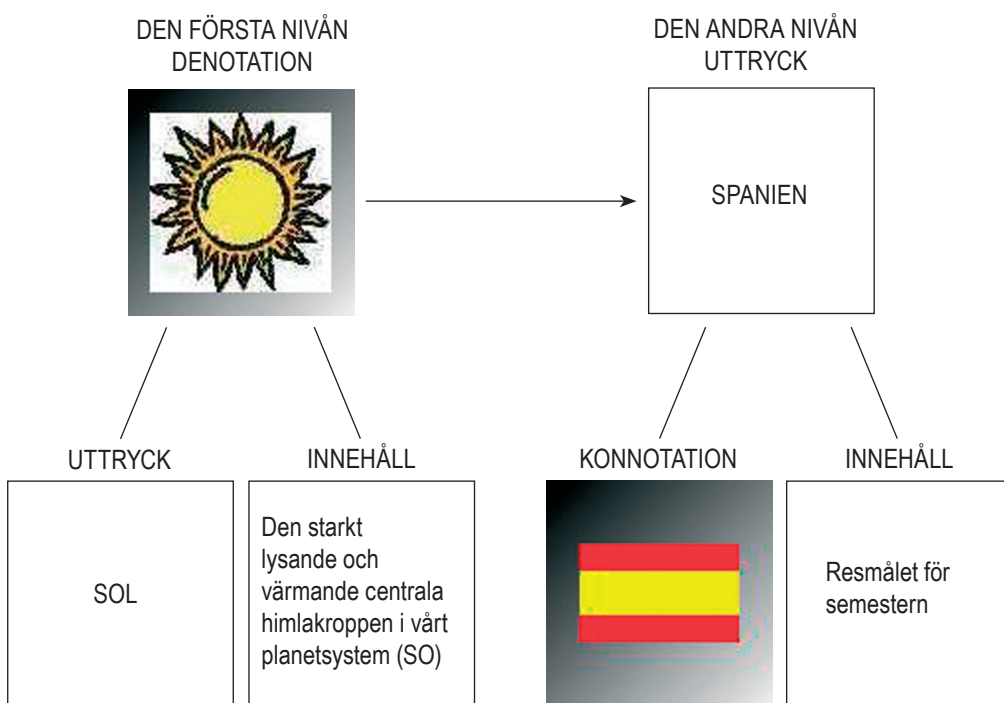 DEN FÖRSTA NIVÅN
DENOTATION
DEN ANDRA NIVÅN
UTTRYCK
SPANIEN
UTTRYCK
INNEHÅLL
KONNOTATION
INNEHÅLL
SOL
Den starkt
lysande och
värmande centrala
himlakroppen i vårt
planetsystem (SO)
Resmålet för
semestern